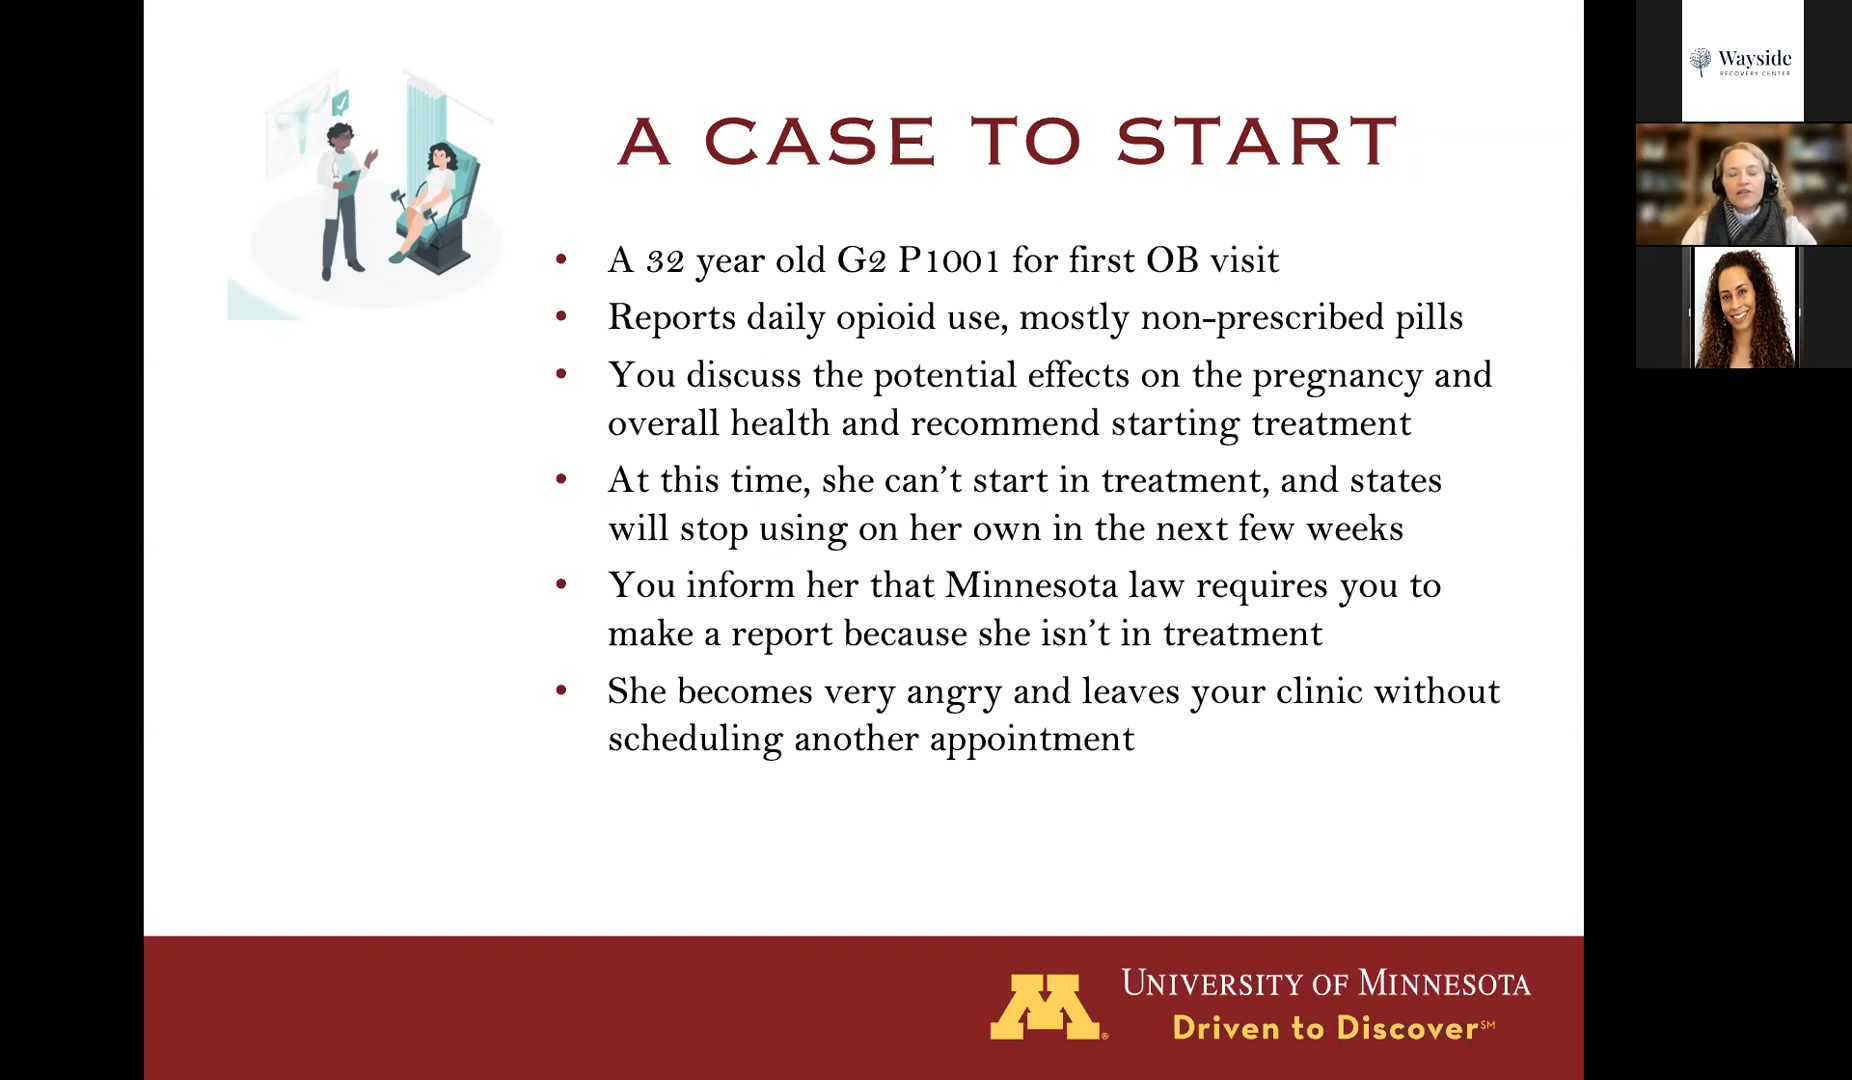 A CASE TO START
• A 32 year old G2 P1001 for first OB visit
• Reports daily opioid use, mostly non-prescribed pills
• You discuss the potential effects on the pregnancy and
overall health and recommend starting treatment
• At this time, she can’t start in treatment, and states
will stop using on her own in the next few weeks
• You inform her that Minnesota law requires you to
make a report because she isn’t in treatment
• She becomes very angry and leaves your clinic without
scheduling another appointment
M®
UNIVERSITY OF MINNESOTA
Driven to Discover℠
Wayside
RECOVERY CENTER